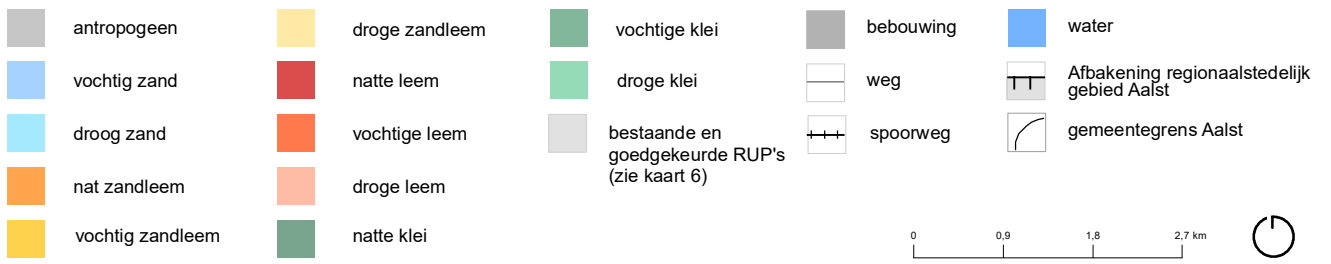 antropogeen
vochtig zand
droog zand
nat zandleem
vochtig zandleem
droge zandleem
natte leem
vochtige leem
droge leem
natte klei
vochtige klei
droge klei
bestaande en
goedgekeurde RUP's
(zie kaart 6)
bebouwing
weg
spoorweg
water
Afbakening regionaalstedelijk
gebied Aalst
gemeentegrens Aalst
0 0,9 1,8 2,7 km